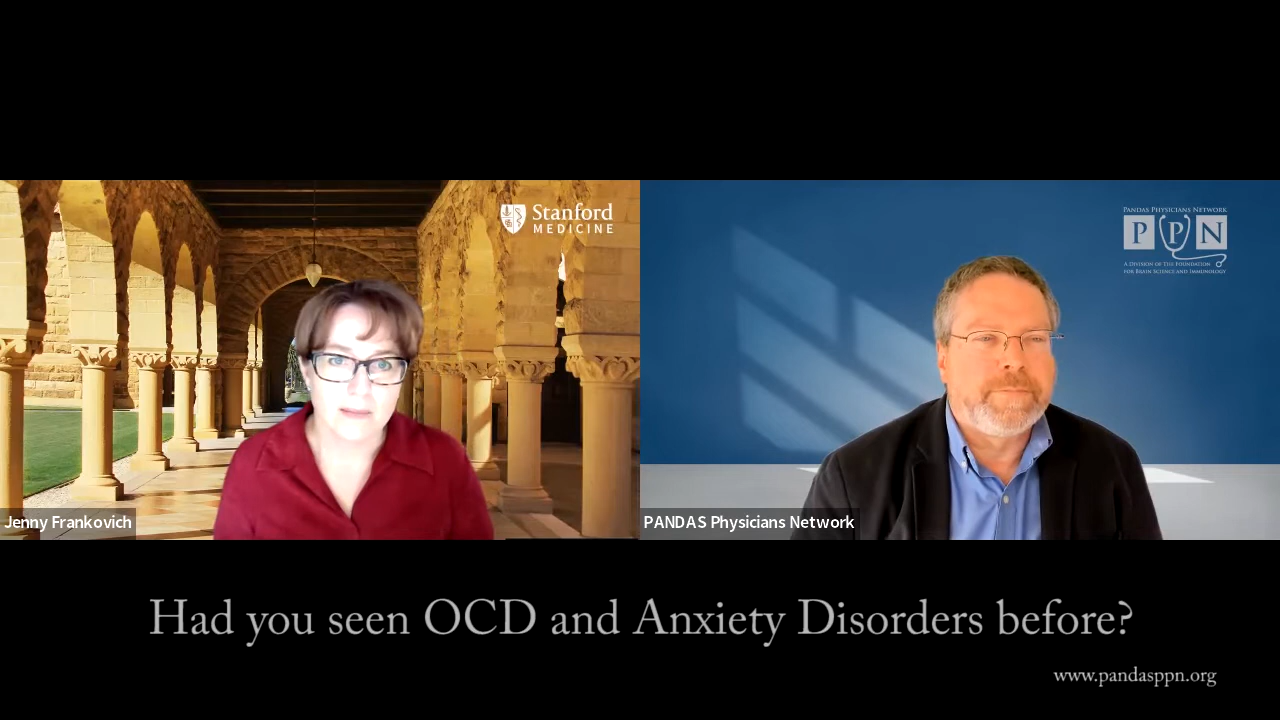 Stanford
MEDICINE
PANDAS PHYSICIANS NETWORK
PPN
A DIVISION OF THE FOUNDATION
FOR BRAIN SCIENCE AND IMMUNOLOGY
Jenny Frankovich
PANDAS Physicians Network
Had you seen OCD and Anxiety Disorders before?
www.pandasppn.org